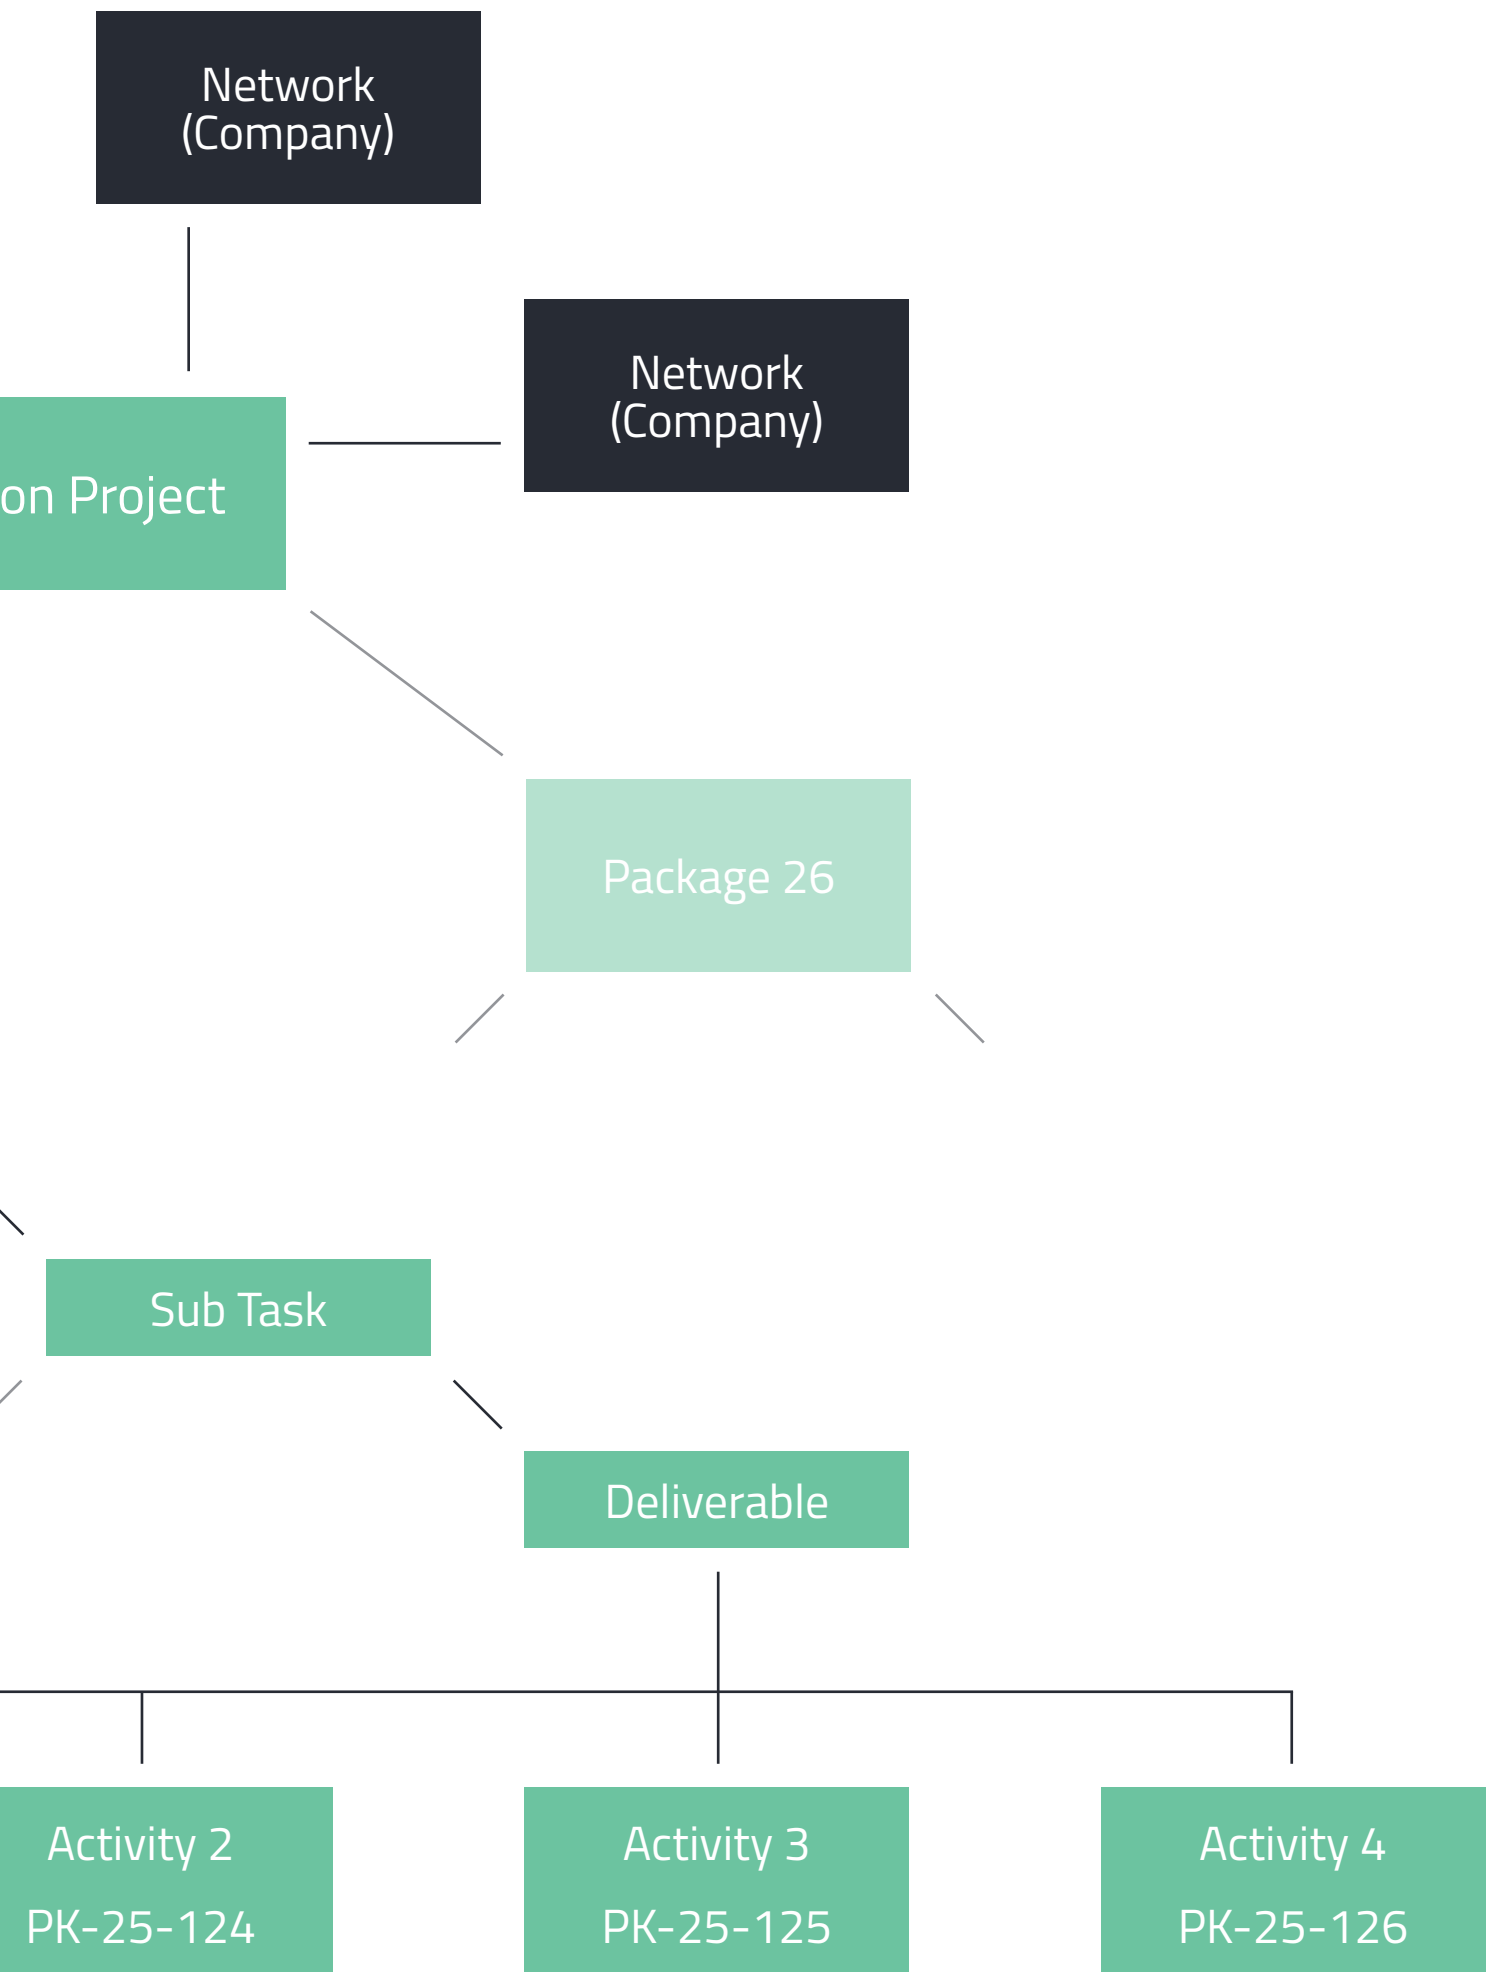 Network
(Company)
Network
(Company)
on Project
Package 26
Sub Task
Deliverable
Activity 2
PK-25-124
Activity 3
PK-25-125
Activity 4
PK-25-126